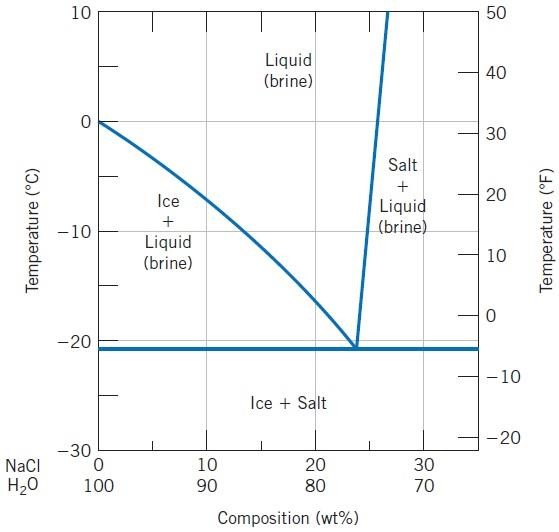 10
0
−10
−20
−30
Temperature (°C)
50
40
30
20
10
0
−10
−20
Temperature (°F)
Liquid
(brine)
Ice
+
Liquid
(brine)
Salt
+
Liquid
(brine)
Ice + Salt
NaCl 0 10 20 30
H₂O 100 90 80 70
Composition (wt%)